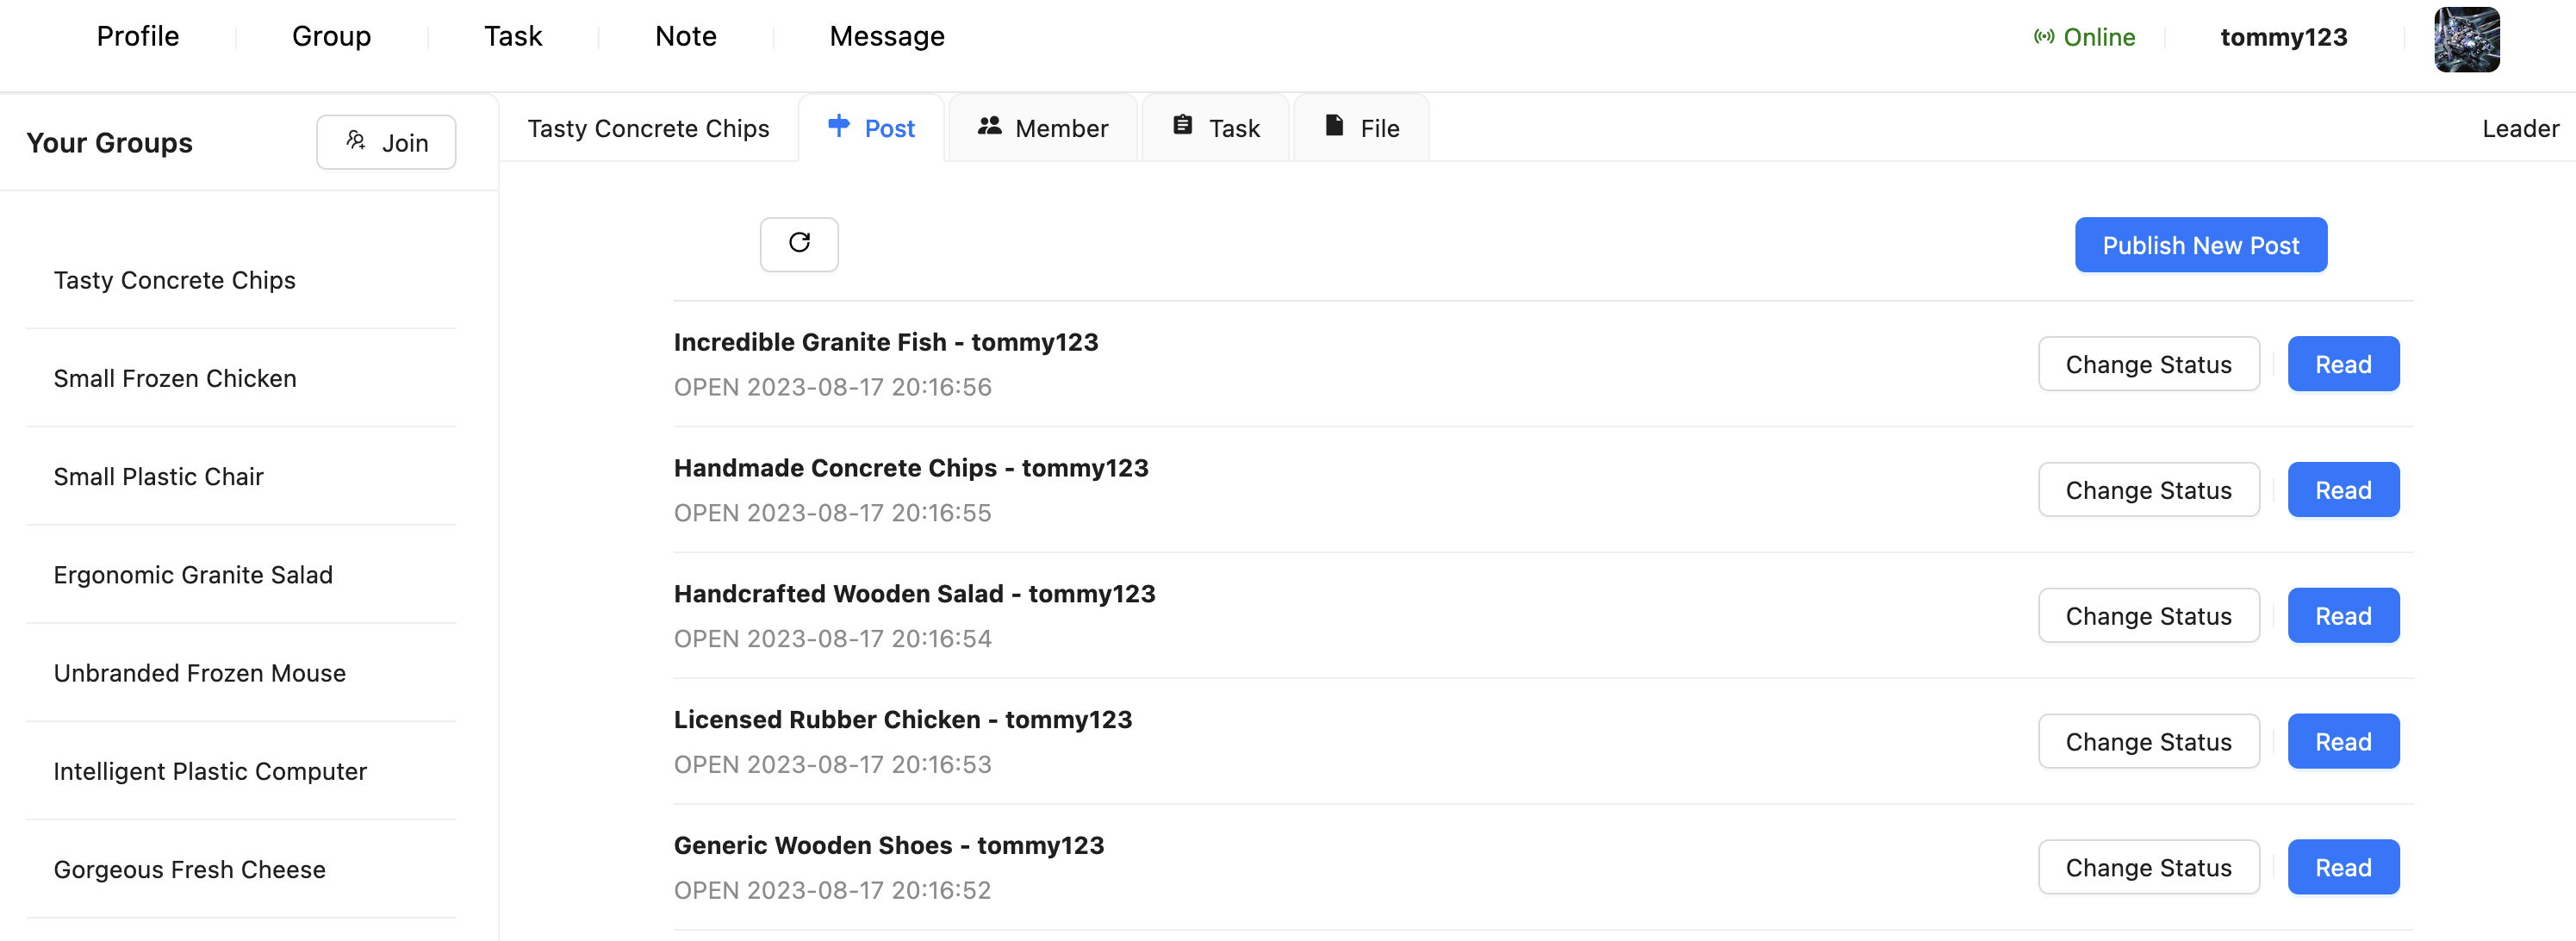 Profile
Group
Task
Note
Message
Online
tommy123
Your Groups
Join
Tasty Concrete Chips
Small Frozen Chicken
Small Plastic Chair
Ergonomic Granite Salad
Unbranded Frozen Mouse
Intelligent Plastic Computer
Gorgeous Fresh Cheese
Tasty Concrete Chips
Post
Member
Task
File
Leader
Publish New Post
Incredible Granite Fish - tommy123
OPEN 2023-08-17 20:16:56
Change Status
Read
Handmade Concrete Chips - tommy123
OPEN 2023-08-17 20:16:55
Change Status
Read
Handcrafted Wooden Salad - tommy123
OPEN 2023-08-17 20:16:54
Change Status
Read
Licensed Rubber Chicken - tommy123
OPEN 2023-08-17 20:16:53
Change Status
Read
Generic Wooden Shoes - tommy123
OPEN 2023-08-17 20:16:52
Change Status
Read